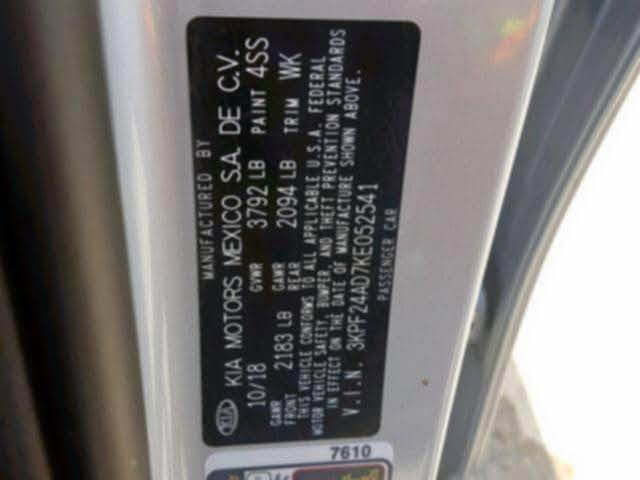 MANUFACTURED BY
KIA KIA MOTORS MEXICO S.A. DE C.V.
10/18 GVWR 3792 LB PAINT 4SS
GAWR FRONT 2183 LB GAWR REAR 2094 LB TRIM WK
THIS VEHICLE CONFORMS TO ALL APPLICABLE U.S.A. FEDERAL
MOTOR VEHICLE SAFETY, BUMPER, AND THEFT PREVENTION STANDARDS
IN EFFECT ON THE DATE OF MANUFACTURE SHOWN ABOVE.
V.I.N. 3KPF24AD7KE052541
PASSENGER CAR
7610